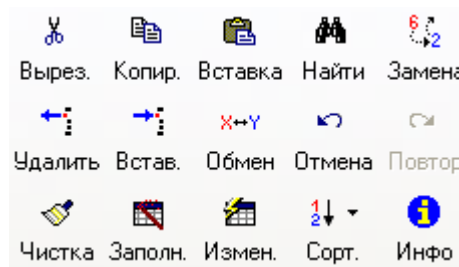 Вырез. Копир. Вставка Найти Замена
Удалить Встав. X↔Y Обмен Отмена Повтор
Чистка Заполн. Измен. Сорт. Инфо